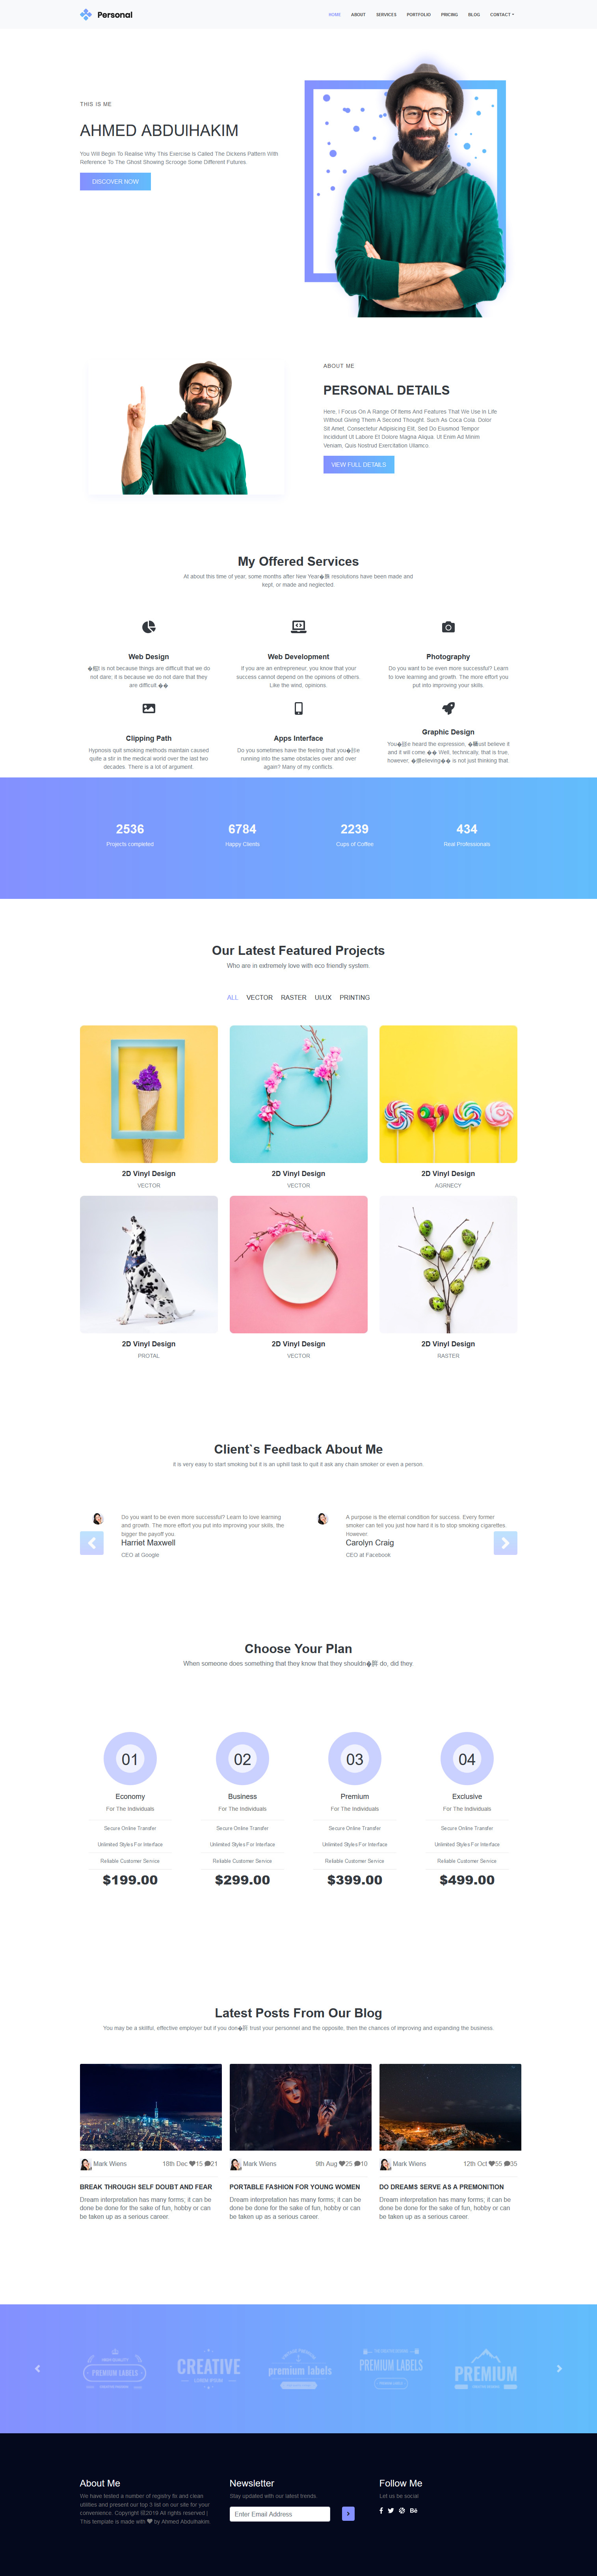 Personal
HOME ABOUT SERVICES PORTFOLIO PRICING BLOG CONTACT
THIS IS ME
AHMED ABDUlHAKIM
You Will Begin To Realise Why This Exercise Is Called The Dickens Pattern With
Reference To The Ghost Showing Scrooge Some Different Futures.
DISCOVER NOW
ABOUT ME
PERSONAL DETAILS
Here, I Focus On A Range Of Items And Features That We Use In Life
Without Giving Them A Second Thought. Such As Coca Cola. Dolor
Sit Amet, Consectetur Adipisicing Elit, Sed Do Eiusmod Tempor
Incididunt Ut Labore Et Dolore Magna Aliqua. Ut Enim Ad Minim
Veniam, Quis Nostrud Exercitation Ullamco.
VIEW FULL DETAILS
My Offered Services
At about this time of year, some months after New Year resolutions have been made and
kept, or made and neglected.
Web Design
is not because things are difficult that we do
not dare; it is because we do not dare that they
are difficult.
Web Development
If you are an entrepreneur, you know that your
success cannot depend on the opinions of others.
Like the wind, opinions.
Photography
Do you want to be even more successful? Learn
to love learning and growth. The more effort you
put into improving your skills.
Clipping Path
Hypnosis quit smoking methods maintain caused
quite a stir in the medical world over the last two
decades. There is a lot of argument.
Apps Interface
Do you sometimes have the feeling that
running into the same obstacles over and over
again? Many of my conflicts.
Graphic Design
heard the expression, believe it
and it will come. Well, technically, that is true,
however, is not just thinking that
2536
Projects completed
6784
Happy Clients
2239
Cups of Coffee
434
Real Professionals
Our Latest Featured Projects
Who are in extremely love with eco friendly system.
ALL VECTOR RASTER UI/UX PRINTING
2D Vinyl Design
VECTOR
2D Vinyl Design
VECTOR
2D Vinyl Design
AGRNECY
2D Vinyl Design
PROTAL
2D Vinyl Design
VECTOR
2D Vinyl Design
RASTER
Client`s Feedback About Me
it is very easy to start smoking but it is an uphill task to quit it ask any chain smoker or even a person.
Do you want to be even more successful? Learn to love learning
and growth. The more effort you put into improving your skills, the
bigger the payoff you
Harriet Maxwell
CEO at Google
A purpose is the eternal condition for success. Every former
smoker can tell you just how hard it is to stop smoking cigarettes.
However.
Carolyn Craig
CEO at Facebook
Choose Your Plan
When someone does something that they know that they do, did they.
01
Economy
For The Individuals
Secure Online Transfer
Unlimited Styles For Interface
Reliable Customer Service
$199.00
02
Business
For The Individuals
Secure Online Transfer
Unlimited Styles For Interface
Reliable Customer Service
$299.00
03
Premium
For The Individuals
Secure Online Transfer
Unlimited Styles For Interface
Reliable Customer Service
$399.00
04
Exclusive
For The Individuals
Secure Online Transfer
Unlimited Styles For Interface
Reliable Customer Service
$499.00
Latest Posts From Our Blog
You may be a skillful, effective employer but if you trust your personnel and the opposite, then the chances of improving and expanding the business.
Mark Wiens 18th Dec 15 21
BREAK THROUGH SELF DOUBT AND FEAR
Dream interpretation has many forms; it can be
done be done for the sake of fun, hobby or can
be taken up as a serious career.
Mark Wiens 9th Aug 25 10
PORTABLE FASHION FOR YOUNG WOMEN
Dream interpretation has many forms; it can be
done be done for the sake of fun, hobby or can
be taken up as a serious career.
Mark Wiens 12th Oct 55 35
DO DREAMS SERVE AS A PREMONITION
Dream interpretation has many forms; it can be
done be done for the sake of fun, hobby or can
be taken up as a serious career.
PREMIUM LABELS
CREATIVE
LOREM IPSUM
premium labels
PREMIUM LABELS
PREMIUM
About Me
We have tested a number of registry fix and clean
utilities and present our top 3 list on our site for your
convenience. Copyright 2019 All rights reserved |
This template is made with by Ahmed Abdulhakim.
Newsletter
Stay updated with our latest trends.
Enter Email Address
Follow Me
Let us be social
Bē